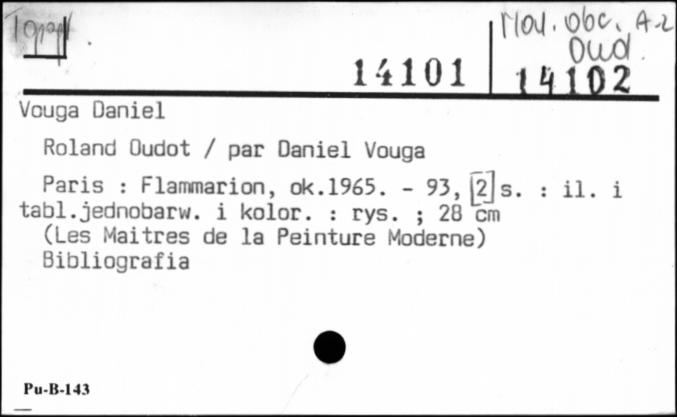 Mal. obc. A-2
Oud.
14101
14102
Vouga Daniel
Roland Oudot / par Daniel Vouga
Paris : Flammarion, ok.1965. - 93, [2] s. : il. i
tabl.jednobarw. i kolor. : rys. ; 28 cm
(Les Maitres de la Peinture Moderne)
Bibliografia
Pu-B-143